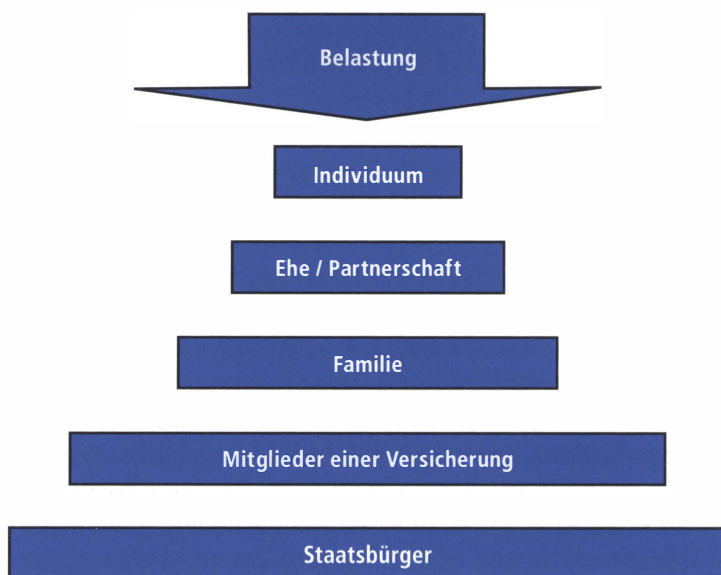 Belastung
Individuum
Ehe / Partnerschaft
Familie
Mitglieder einer Versicherung
Staatsbürger